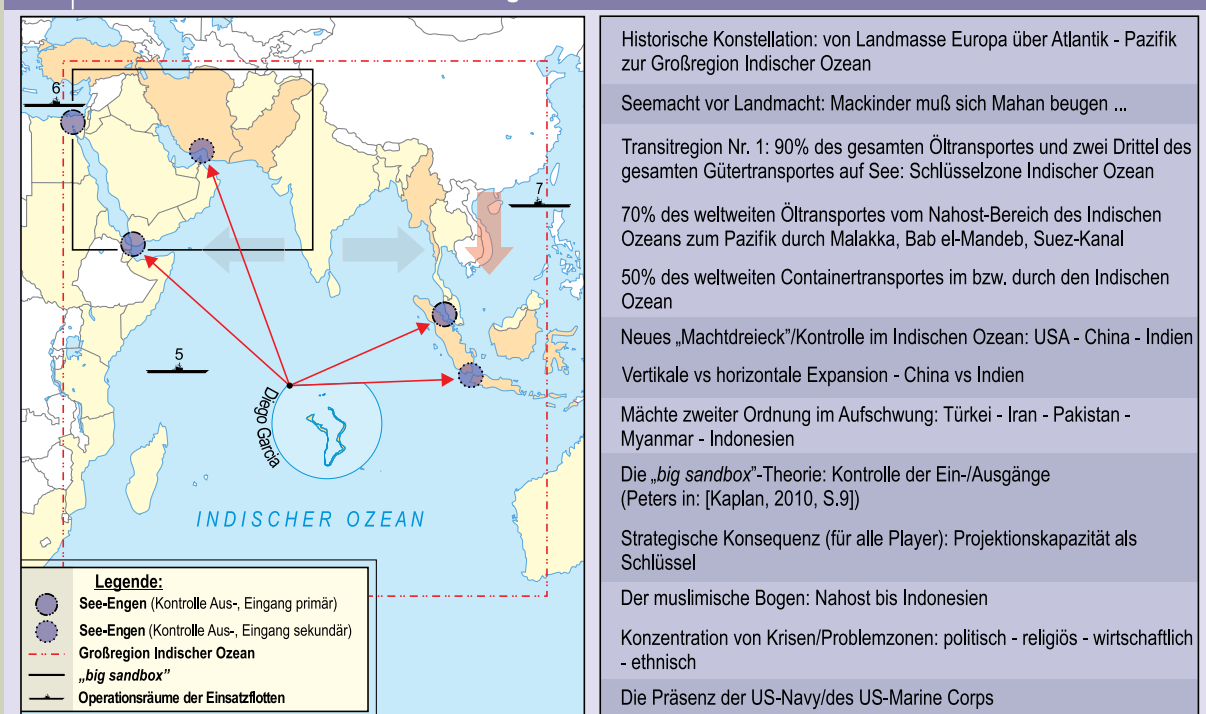 6
7
5
Diego Garcia
INDISCHER OZEAN
Legende:
See-Engen (Kontrolle Aus-, Eingang primär)
See-Engen (Kontrolle Aus-, Eingang sekundär)
Großregion Indischer Ozean
„big sandbox”
Operationsräume der Einsatzflotten
Historische Konstellation: von Landmasse Europa über Atlantik - Pazifik
zur Großregion Indischer Ozean
Seemacht vor Landmacht: Mackinder muß sich Mahan beugen ...
Transitregion Nr. 1: 90% des gesamten Öltransportes und zwei Drittel des
gesamten Gütertransportes auf See: Schlüsselzone Indischer Ozean
70% des weltweiten Öltransportes vom Nahost-Bereich des Indischen
Ozeans zum Pazifik durch Malakka, Bab el-Mandeb, Suez-Kanal
50% des weltweiten Containertransportes im bzw. durch den Indischen
Ozean
Neues „Machtdreieck”/Kontrolle im Indischen Ozean: USA - China - Indien
Vertikale vs horizontale Expansion - China vs Indien
Mächte zweiter Ordnung im Aufschwung: Türkei - Iran - Pakistan -
Myanmar - Indonesien
Die „big sandbox”-Theorie: Kontrolle der Ein-/Ausgänge
(Peters in: [Kaplan, 2010, S.9])
Strategische Konsequenz (für alle Player): Projektionskapazität als
Schlüssel
Der muslimische Bogen: Nahost bis Indonesien
Konzentration von Krisen/Problemzonen: politisch - religiös - wirtschaftlich
- ethnisch
Die Präsenz der US-Navy/des US-Marine Corps